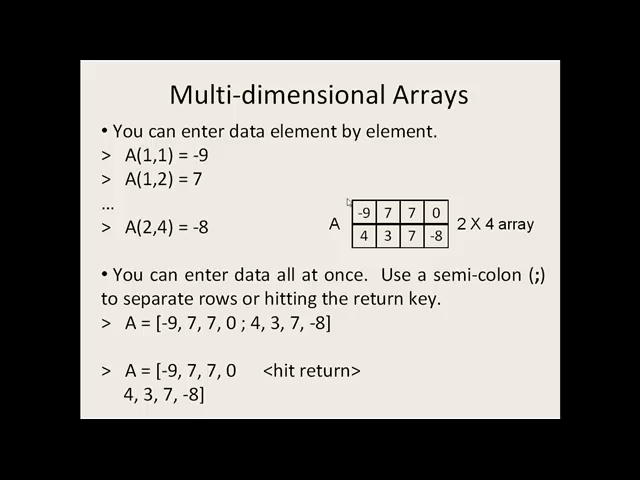 Multi-dimensional Arrays
• You can enter data element by element.
> A(1,1) = -9
> A(1,2) = 7
...
> A(2,4) = -8
A
-9 7 7 0
4 3 7 -8
2 X 4 array
• You can enter data all at once. Use a semi-colon (;)
to separate rows or hitting the return key.
> A = [-9, 7, 7, 0 ; 4, 3, 7, -8]
> A = [-9, 7, 7, 0 <hit return>
4, 3, 7, -8]